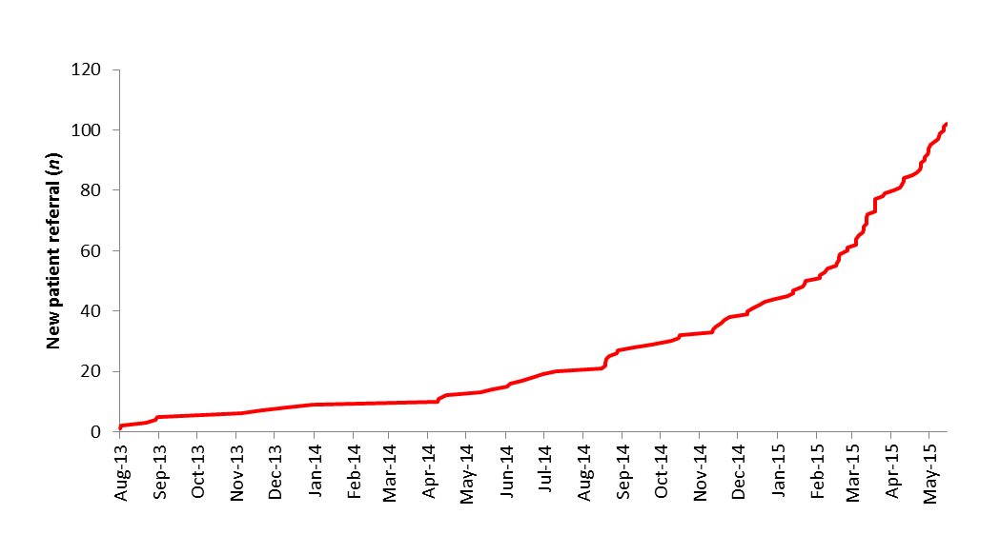 120
100
80
60
40
20
0
New patient referral (n)
Aug-13
Sep-13
Oct-13
Nov-13
Dec-13
Jan-14
Feb-14
Mar-14
Apr-14
May-14
Jun-14
Jul-14
Aug-14
Sep-14
Oct-14
Nov-14
Dec-14
Jan-15
Feb-15
Mar-15
Apr-15
May-15